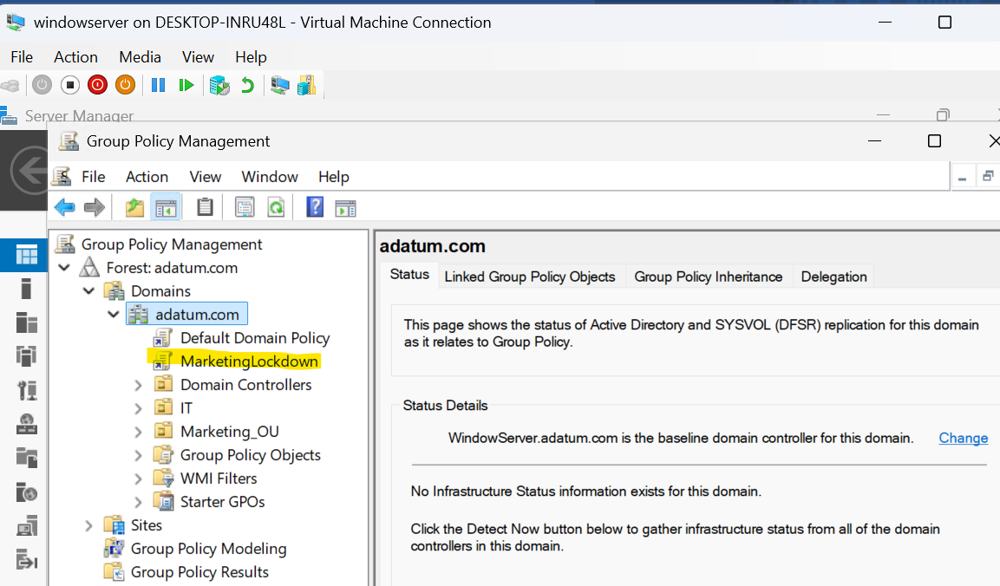 windowserver on DESKTOP-INRU48L - Virtual Machine Connection
File Action Media View Help
Server Manager
Group Policy Management
File Action View Window Help
Group Policy Management
Forest: adatum.com
Domains
adatum.com
Default Domain Policy
MarketingLockdown
Domain Controllers
IT
Marketing_OU
Group Policy Objects
WMI Filters
Starter GPOs
Sites
Group Policy Modeling
Group Policy Results
adatum.com
Status Linked Group Policy Objects Group Policy Inheritance Delegation
This page shows the status of Active Directory and SYSVOL (DFSR) replication for this domain
as it relates to Group Policy.
Status Details
WindowServer.adatum.com is the baseline domain controller for this domain. Change
No Infrastructure Status information exists for this domain.
Click the Detect Now button below to gather infrastructure status from all of the domain
controllers in this domain.